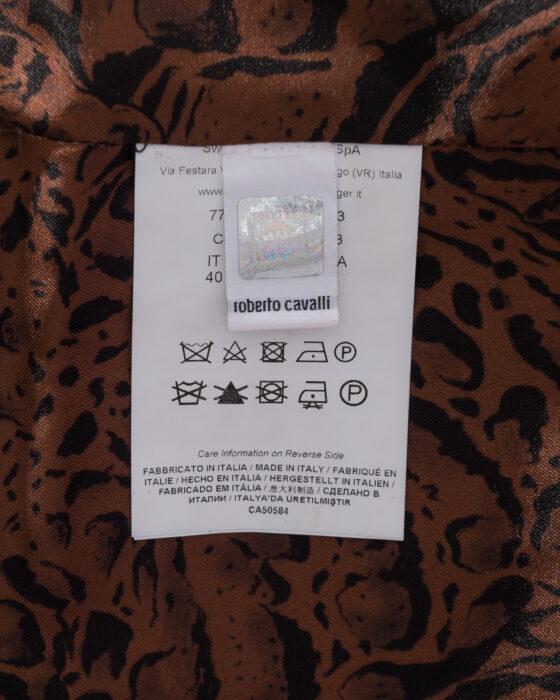 Sw SpA
Via Festara go (VR) Italia
www ger.it
77 3
C 3
IT A
40
roberto cavalli
P
P
Care Information on Reverse Side
FABBRICATO IN ITALIA / MADE IN ITALY / FABRIQUÉ EN
ITALIE / HECHO EN ITALIA / HERGESTELLT IN ITALIEN /
FABRICADO EM ITÁLIA / 意大利制造 / СДЕЛАНО В
ИТАЛИИ / ITALYA'DA ÜRETILMIŞTIR
CA50584